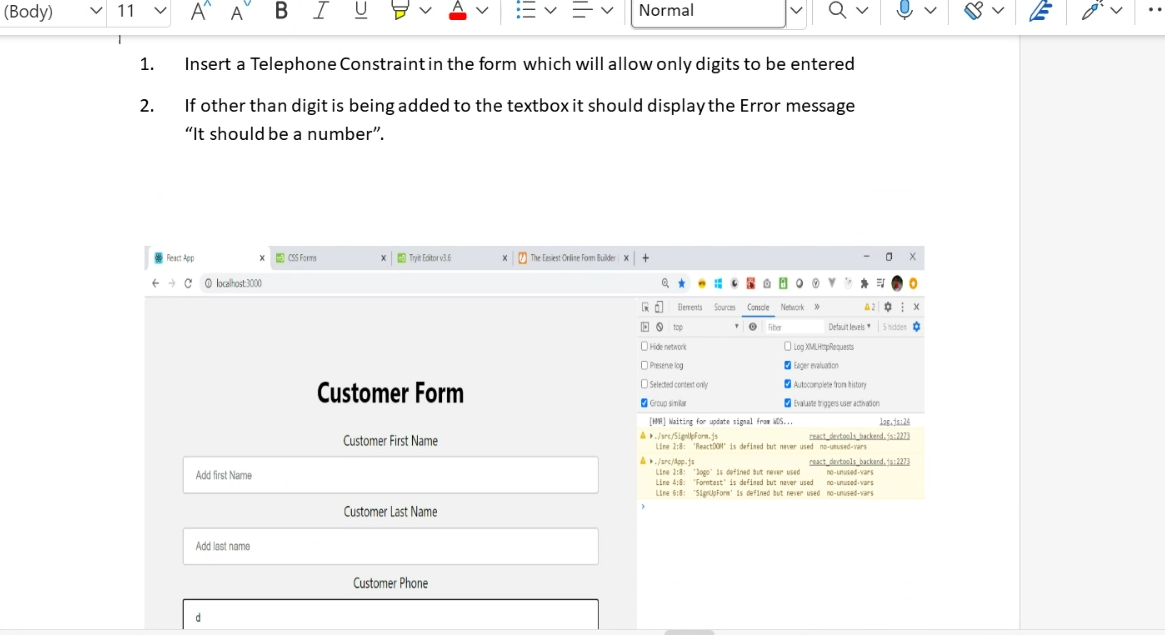 (Body) 11 A A B I U A Normal
1. Insert a Telephone Constraint in the form which will allow only digits to be entered
2. If other than digit is being added to the textbox it should display the Error message
“It should be a number”.
React App x CSS Forms x Tryit Editor v3.6 x The Easiest Online Form Builder x +
localhost:3000
Elements Sources Console Network » 2
top Filter Default levels 5 hidden
Hide network Log XMLHttpRequests
Preserve log Eager evaluation
Selected context only Autocomplete from history
Group similar Evaluate triggers user activation
[HMR] Waiting for update signal from WDS... log.js:24
./src/SignUpForm.js react_devtools_backend.js:2273
Line 2:8: 'ReactDOM' is defined but never used no-unused-vars
./src/App.js react_devtools_backend.js:2273
Line 2:8: 'logo' is defined but never used no-unused-vars
Line 4:8: 'Formtest' is defined but never used no-unused-vars
Line 6:8: 'SignUpForm' is defined but never used no-unused-vars
Customer Form
Customer First Name
Add first Name
Customer Last Name
Add last name
Customer Phone
d